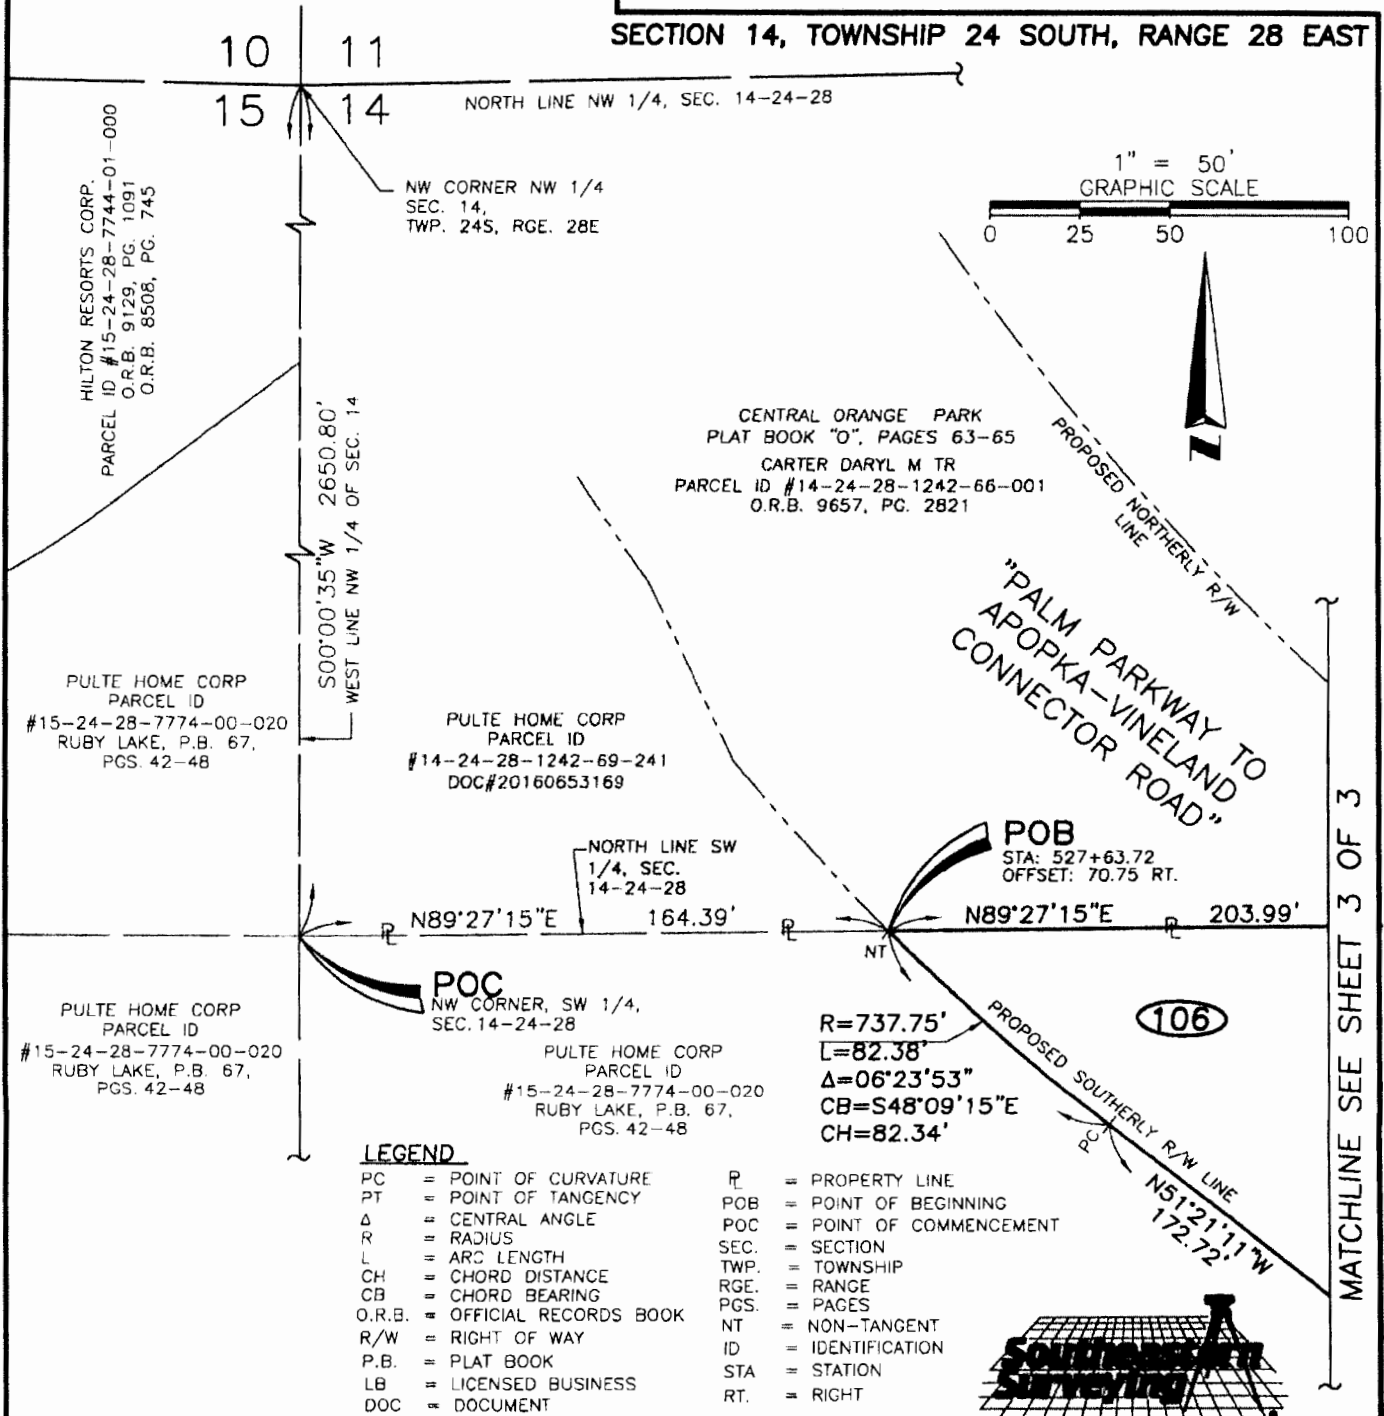 SECTION 14, TOWNSHIP 24 SOUTH, RANGE 28 EAST
10 11
15 14
NORTH LINE NW 1/4, SEC. 14-24-28
NW CORNER NW 1/4
SEC. 14,
TWP. 24S, RGE. 28E
1" = 50'
GRAPHIC SCALE
0 25 50 100
HILTON RESORTS CORP.
PARCEL ID #15-24-28-7744-01-000
O.R.B. 9129, PG. 1091
O.R.B. 8508, PG. 745
S00°00'35"W 2650.80'
WEST LINE NW 1/4 OF SEC. 14
CENTRAL ORANGE PARK
PLAT BOOK "O", PAGES 63-65
CARTER DARYL M TR
PARCEL ID #14-24-28-1242-66-001
O.R.B. 9657, PG. 2821
PROPOSED NORTHERLY R/W
LINE
"PALM PARKWAY TO
APOPKA-VINELAND
CONNECTOR ROAD"
PULTE HOME CORP
PARCEL ID
#15-24-28-7774-00-020
RUBY LAKE, P.B. 67,
PGS. 42-48
PULTE HOME CORP
PARCEL ID
#14-24-28-1242-69-241
DOC#20160653169
NORTH LINE SW
1/4, SEC.
14-24-28
POB
STA: 527+63.72
OFFSET: 70.75 RT.
N89°27'15"E 164.39'
N89°27'15"E 203.99'
NT
POC
NW CORNER, SW 1/4,
SEC. 14-24-28
PULTE HOME CORP
PARCEL ID
#15-24-28-7774-00-020
RUBY LAKE, P.B. 67,
PGS. 42-48
PULTE HOME CORP
PARCEL ID
#15-24-28-7774-00-020
RUBY LAKE, P.B. 67,
PGS. 42-48
R=737.75'
L=82.38'
Δ=06°23'53"
CB=S48°09'15"E
CH=82.34'
106
PROPOSED SOUTHERLY R/W LINE
PC
N51°21'11"W
172.72'
MATCHLINE SEE SHEET 3 OF 3
LEGEND
PC = POINT OF CURVATURE
PT = POINT OF TANGENCY
Δ = CENTRAL ANGLE
R = RADIUS
L = ARC LENGTH
CH = CHORD DISTANCE
CB = CHORD BEARING
O.R.B. = OFFICIAL RECORDS BOOK
R/W = RIGHT OF WAY
P.B. = PLAT BOOK
LB = LICENSED BUSINESS
DOC = DOCUMENT
PL = PROPERTY LINE
POB = POINT OF BEGINNING
POC = POINT OF COMMENCEMENT
SEC. = SECTION
TWP. = TOWNSHIP
RGE. = RANGE
PGS. = PAGES
NT = NON-TANGENT
ID = IDENTIFICATION
STA = STATION
RT. = RIGHT
Southeastern
Surveying